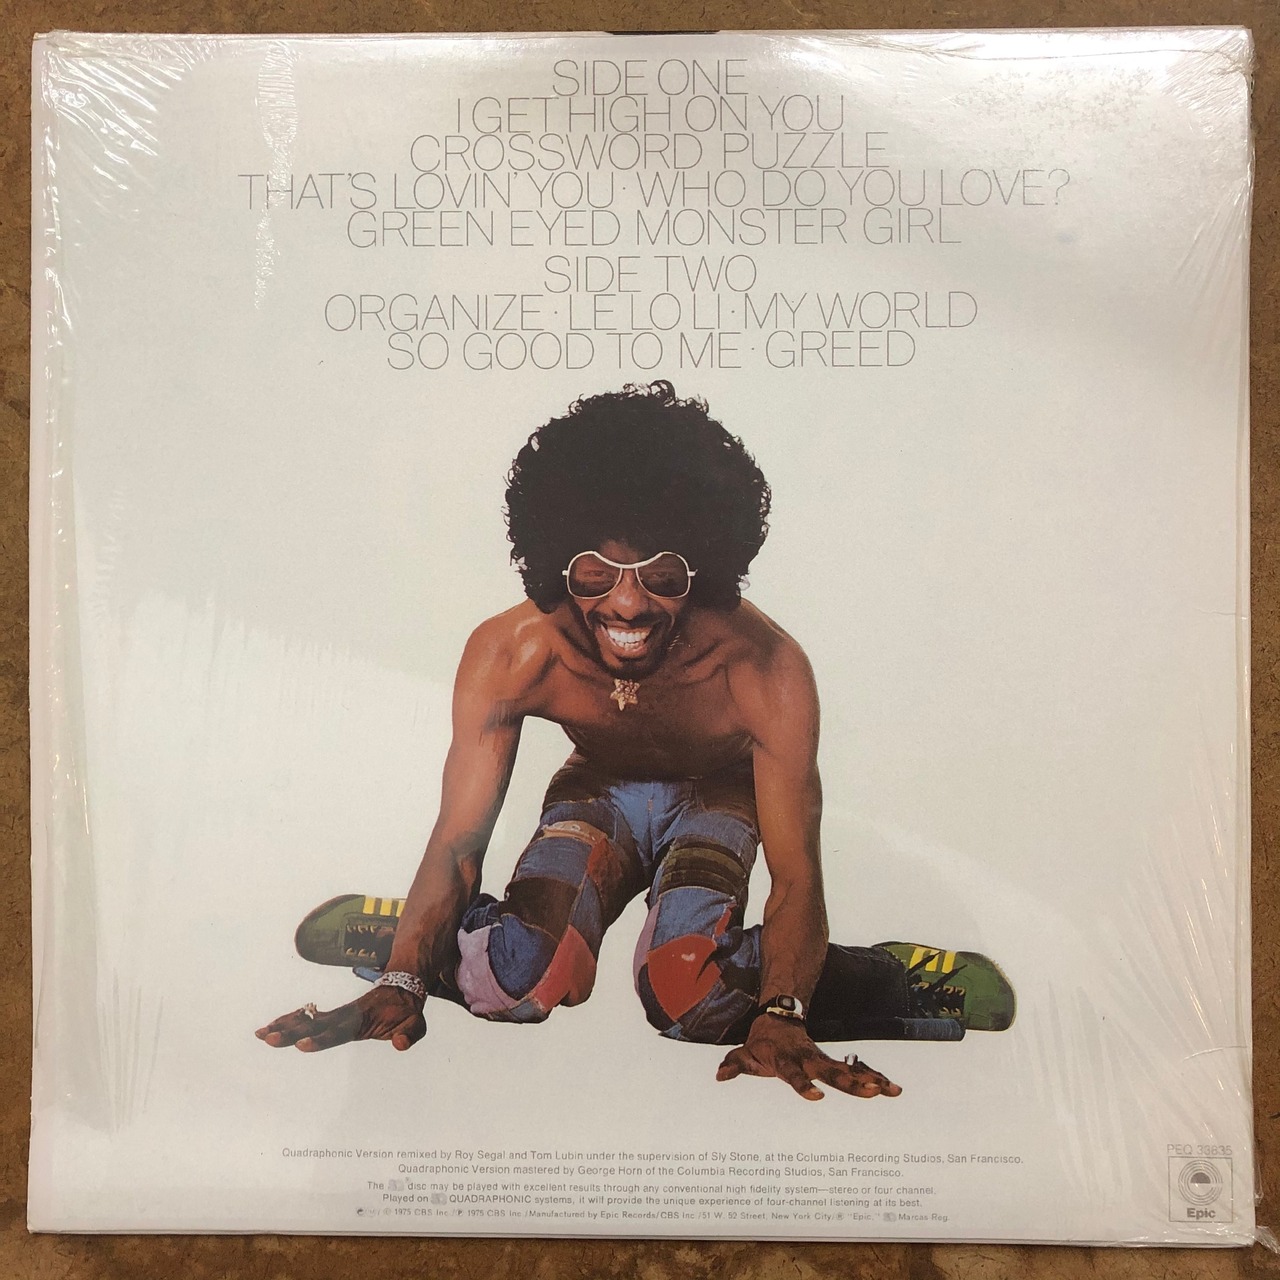 SIDE ONE
I GET HIGH ON YOU
CROSSWORD PUZZLE
THAT'S LOVIN' YOU · WHO DO YOU LOVE?
GREEN EYED MONSTER GIRL
SIDE TWO
ORGANIZE · LE LO LI · MY WORLD
SO GOOD TO ME · GREED
Quadraphonic Version remixed by Roy Segal and Tom Lubin under the supervision of Sly Stone, at the Columbia Recording Studios, San Francisco.
Quadraphonic Version mastered by George Horn of the Columbia Recording Studios, San Francisco.
The disc may be played with excellent results through any conventional high fidelity system—stereo or four channel.
Played on QUADRAPHONIC systems, it will provide the unique experience of four-channel listening at its best.
© 1975 CBS Inc./℗ 1975 CBS Inc./Manufactured by Epic Records/CBS Inc./51 W. 52 Street, New York City/® "Epic," Marcas Reg.
PEQ 33835
Epic